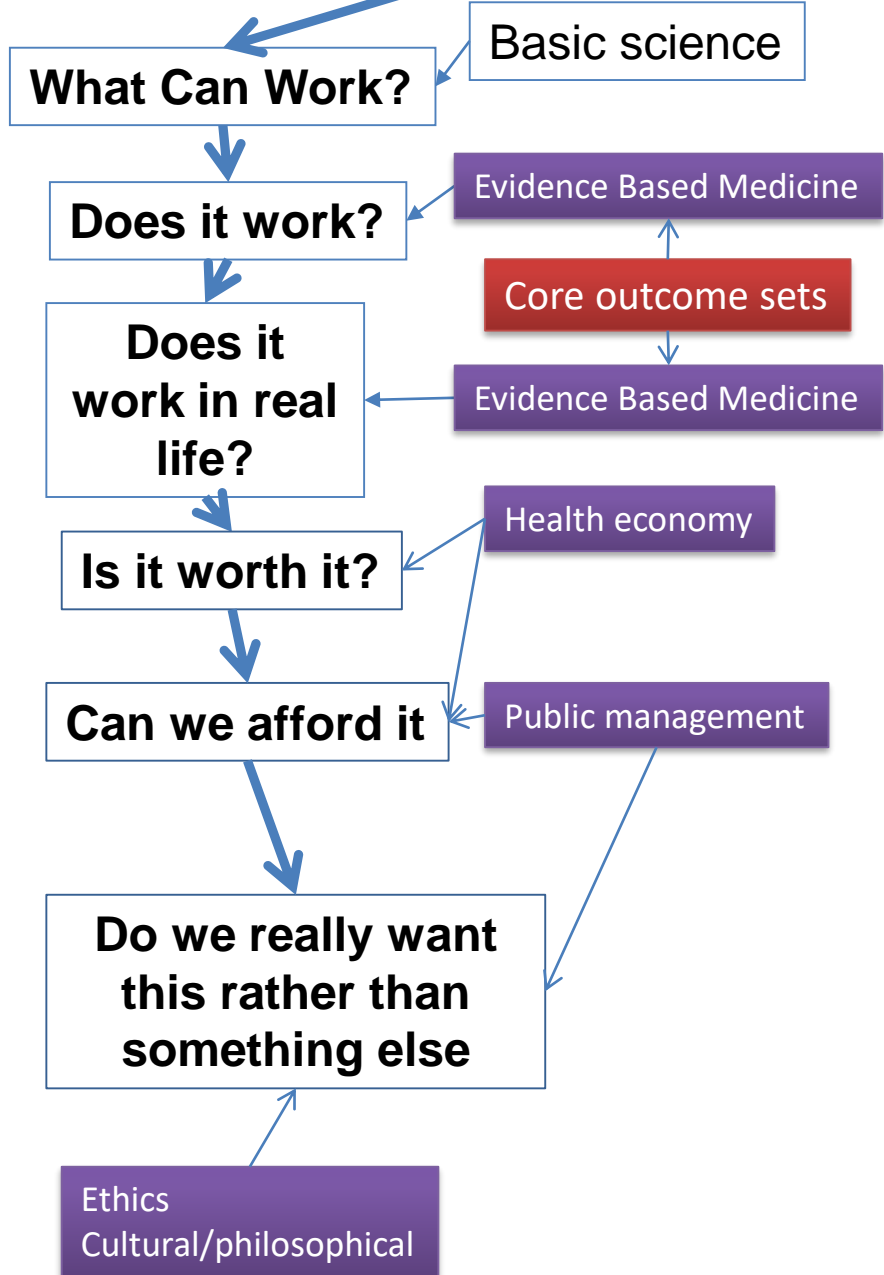 Basic science
What Can Work?
Evidence Based Medicine
Does it work?
Core outcome sets
Does it
work in real
life?
Evidence Based Medicine
Health economy
Is it worth it?
Can we afford it
Public management
Do we really want
this rather than
something else
Ethics
Cultural/philosophical